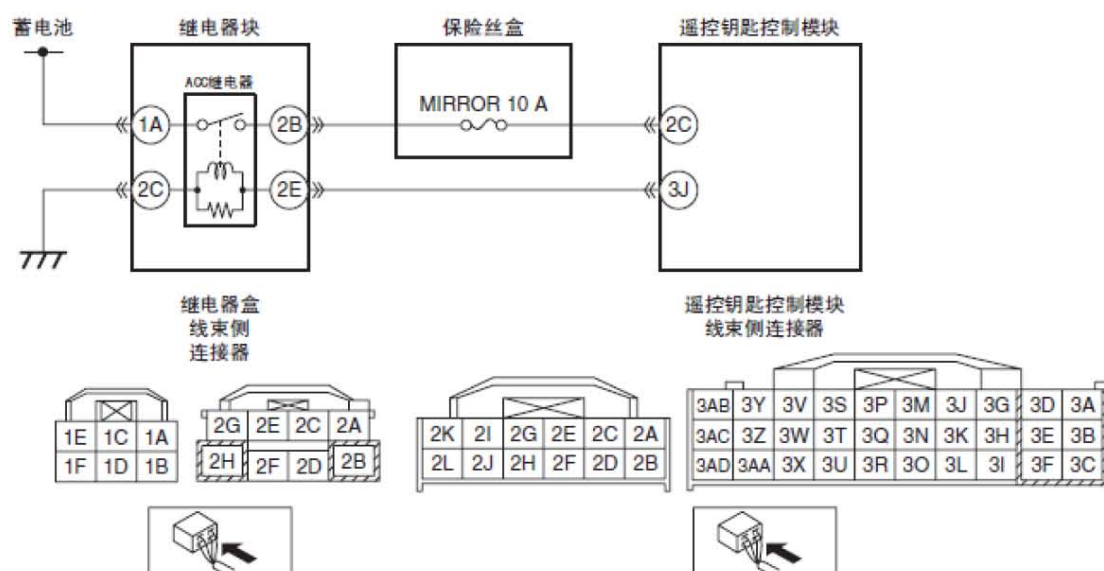 蓄电池 继电器块 保险丝盒 遥控钥匙控制模块
ACC继电器
MIRROR 10 A
1A 2B 2C
2C 2E 3J
继电器盒
线束侧
连接器
遥控钥匙控制模块
线束侧连接器
1E 1C 1A
1F 1D 1B
2G 2E 2C 2A
2H 2F 2D 2B
2K 2I 2G 2E 2C 2A
2L 2J 2H 2F 2D 2B
3AB 3Y 3V 3S 3P 3M 3J 3G 3D 3A
3AC 3Z 3W 3T 3Q 3N 3K 3H 3E 3B
3AD 3AA 3X 3U 3R 3O 3L 3I 3F 3C